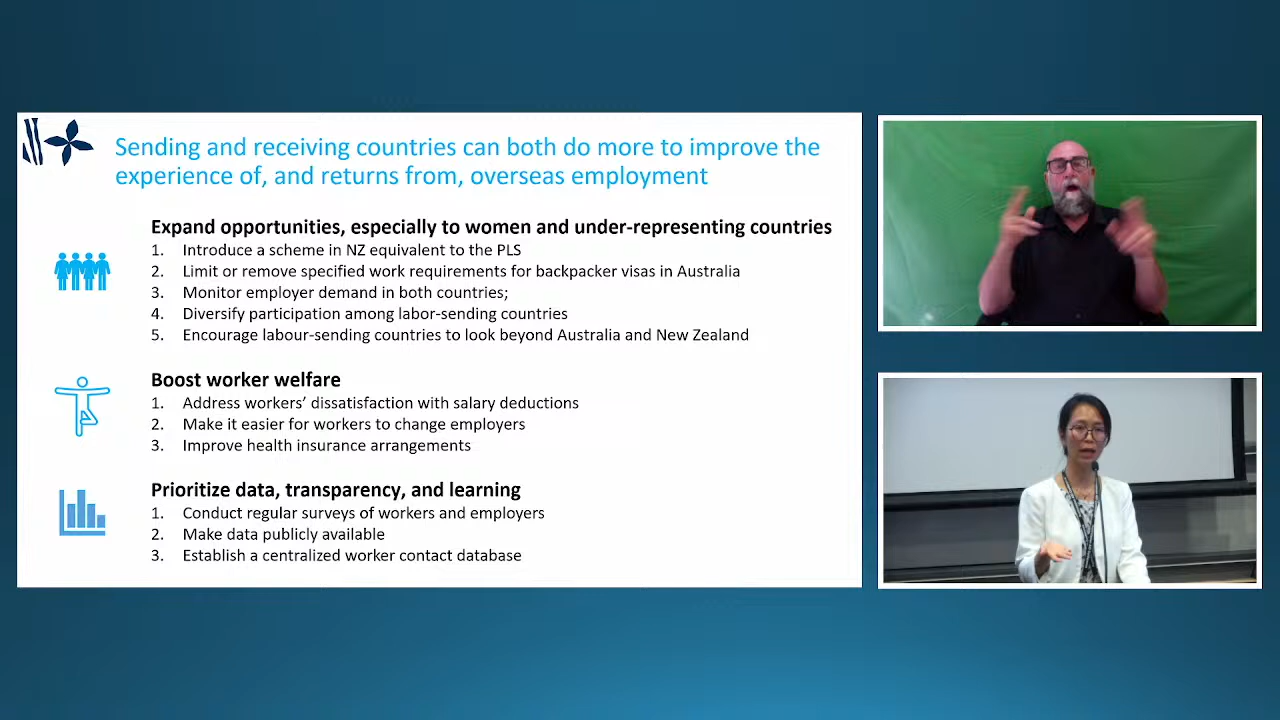 Sending and receiving countries can both do more to improve the
experience of, and returns from, overseas employment
Expand opportunities, especially to women and under-representing countries
1. Introduce a scheme in NZ equivalent to the PLS
2. Limit or remove specified work requirements for backpacker visas in Australia
3. Monitor employer demand in both countries;
4. Diversify participation among labor-sending countries
5. Encourage labour-sending countries to look beyond Australia and New Zealand
Boost worker welfare
1. Address workers’ dissatisfaction with salary deductions
2. Make it easier for workers to change employers
3. Improve health insurance arrangements
Prioritize data, transparency, and learning
1. Conduct regular surveys of workers and employers
2. Make data publicly available
3. Establish a centralized worker contact database